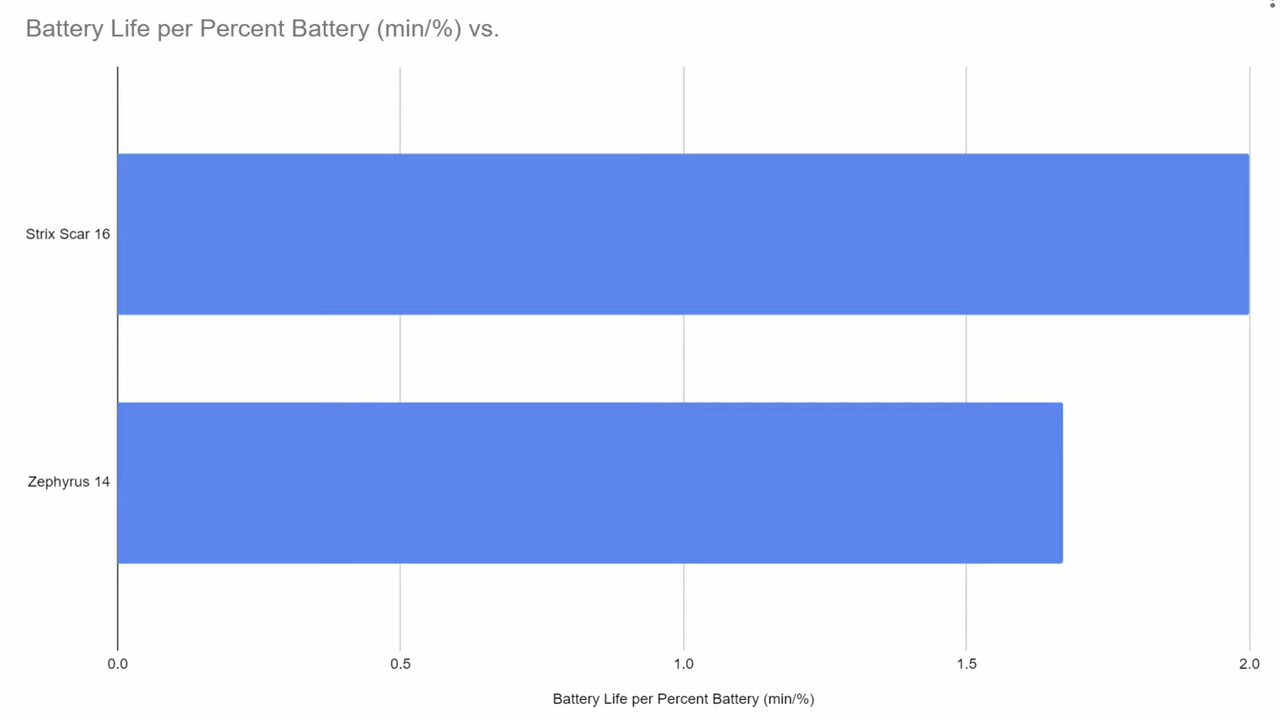 Battery Life per Percent Battery (min/%) vs.
Strix Scar 16
Zephyrus 14
0.0 0.5 1.0 1.5 2.0
Battery Life per Percent Battery (min/%)